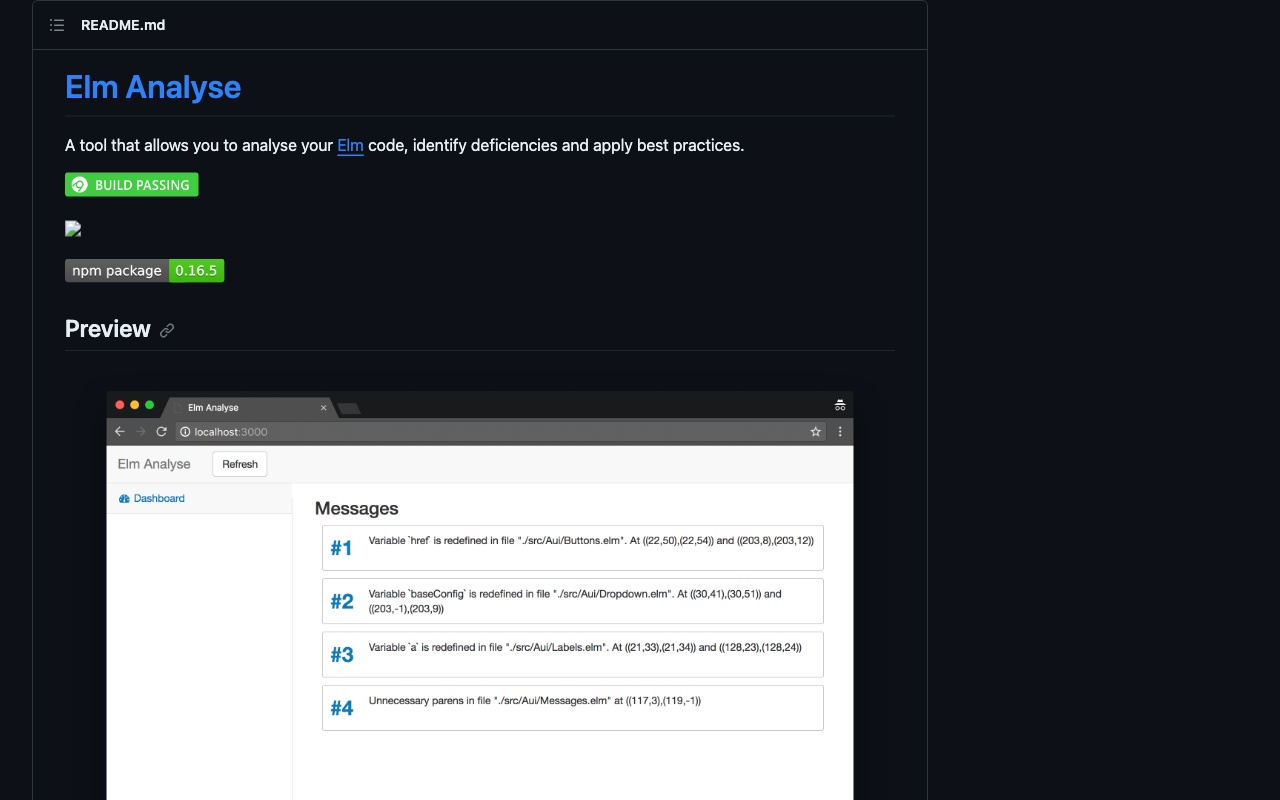 README.md
Elm Analyse
A tool that allows you to analyse your Elm code, identify deficiencies and apply best practices.
BUILD PASSING
npm package 0.16.5
Preview
Elm Analyse
localhost:3000
Elm Analyse Refresh
Dashboard
Messages
#1 Variable `href` is redefined in file "./src/Aui/Buttons.elm". At ((22,50),(22,54)) and ((203,8),(203,12))
#2 Variable `baseConfig` is redefined in file "./src/Aui/Dropdown.elm". At ((30,41),(30,51)) and
((203,-1),(203,9))
#3 Variable `a` is redefined in file "./src/Aui/Labels.elm". At ((21,33),(21,34)) and ((128,23),(128,24))
#4 Unnecessary parens in file "./src/Aui/Messages.elm" at ((117,3),(119,-1))